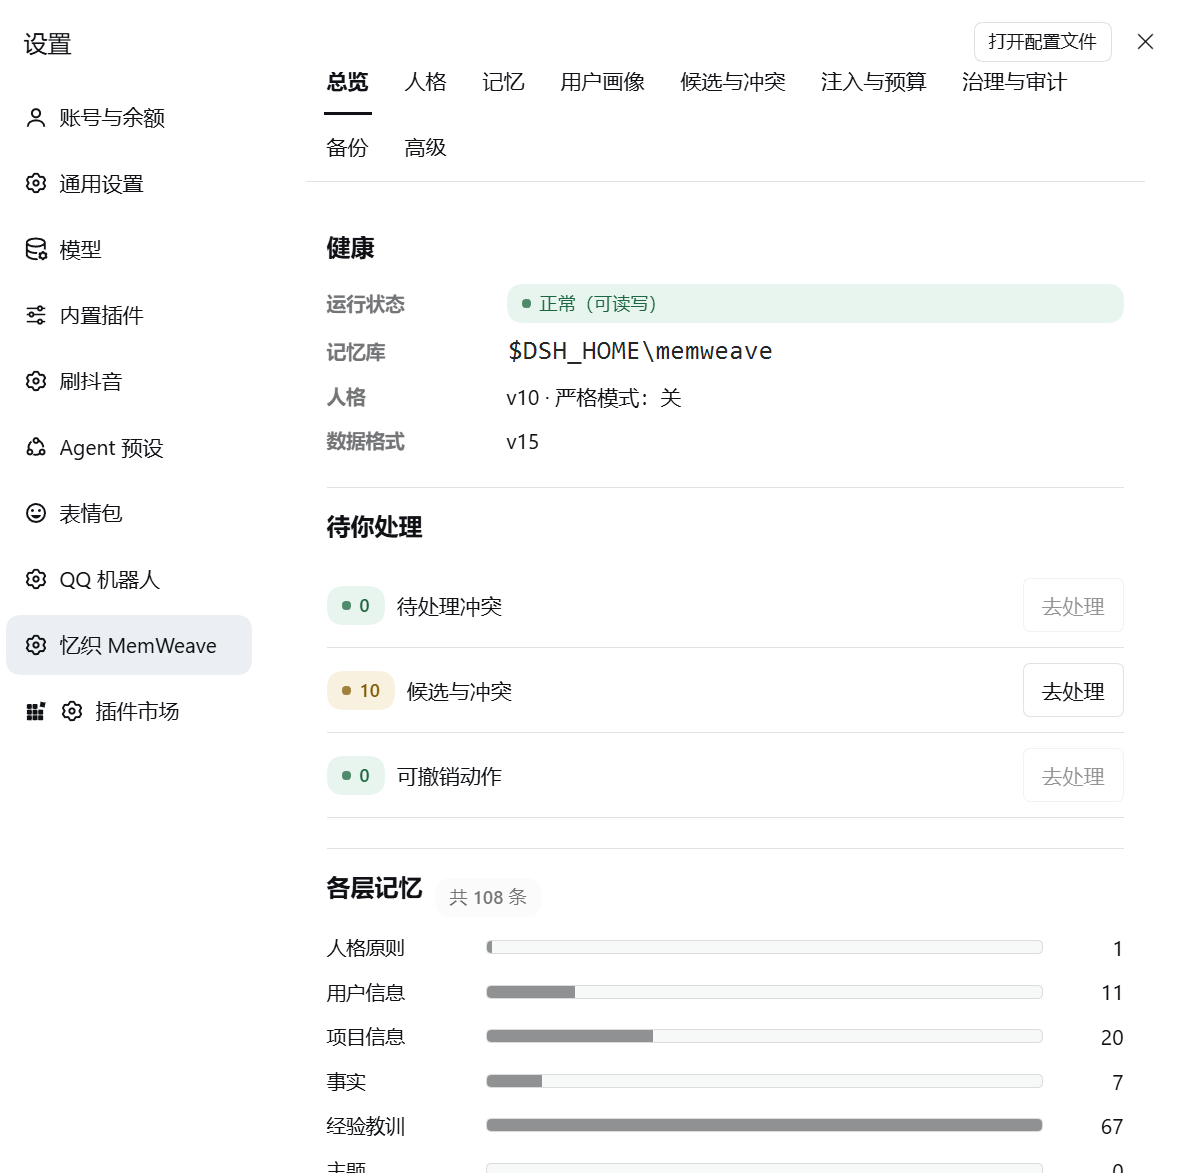 设置
打开配置文件
账号与余额
通用设置
模型
内置插件
刷抖音
Agent 预设
表情包
QQ 机器人
忆织 MemWeave
插件市场
总览 人格 记忆 用户画像 候选与冲突 注入与预算 治理与审计
备份 高级
健康
运行状态 正常（可读写）
记忆库 $DSH_HOME\memweave
人格 v10 · 严格模式：关
数据格式 v15
待你处理
0 待处理冲突 去处理
10 候选与冲突 去处理
0 可撤销动作 去处理
各层记忆 共 108 条
人格原则 1
用户信息 11
项目信息 20
事实 7
经验教训 67
主题 0